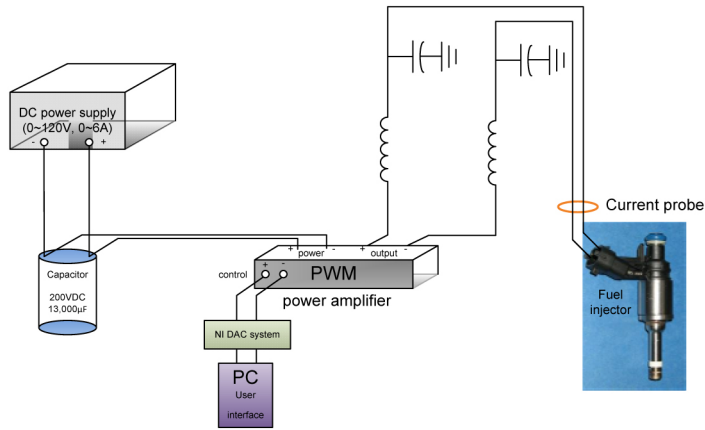 DC power supply
(0~120V, 0~6A)
- +
Current probe
+ power - + output -
Capacitor
200VDC
13,000µF
control
+ -
PWM
power amplifier
Fuel
injector
NI DAC system
PC
User
interface